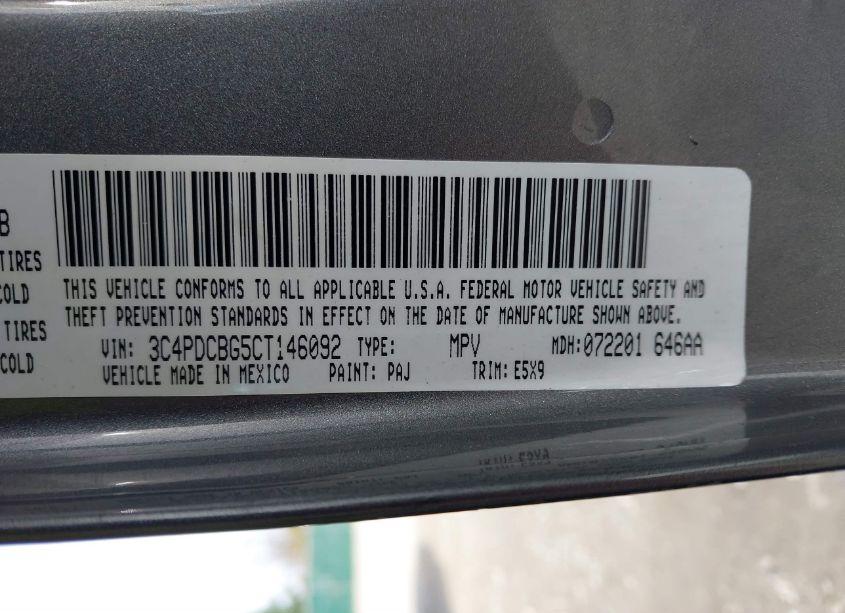 B
TIRES
COLD
TIRES
COLD
THIS VEHICLE CONFORMS TO ALL APPLICABLE U.S.A. FEDERAL MOTOR VEHICLE SAFETY AND
THEFT PREVENTION STANDARDS IN EFFECT ON THE DATE OF MANUFACTURE SHOWN ABOVE.
VIN: 3C4PDCBG5CT146092 TYPE: MPV MDH:072201 646AA
VEHICLE MADE IN MEXICO PAINT: PAJ TRIM:E5X9